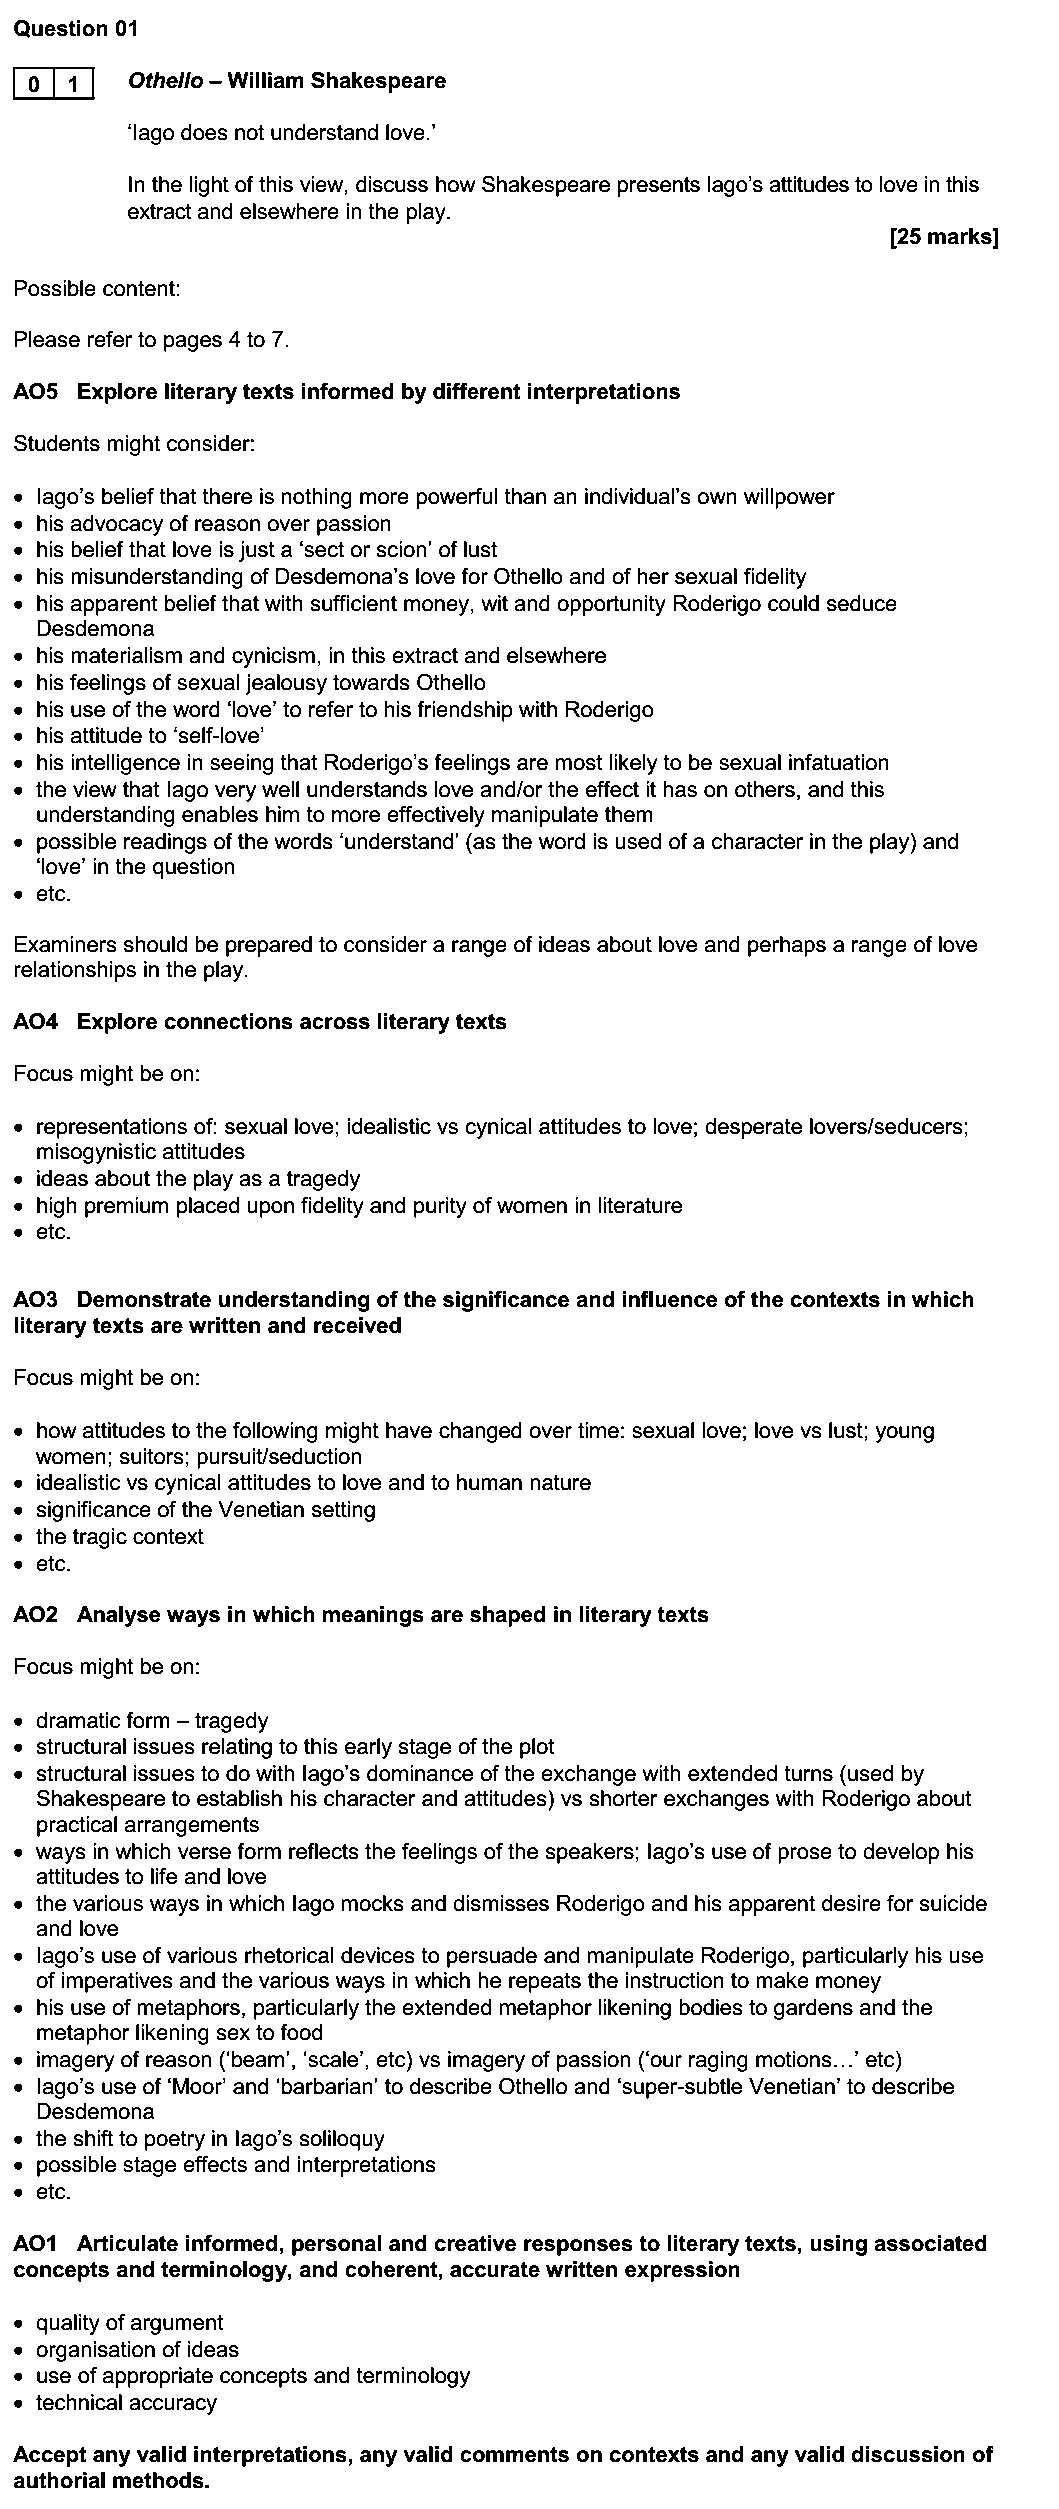 Question 01
0 1 Othello – William Shakespeare
‘Iago does not understand love.’
In the light of this view, discuss how Shakespeare presents Iago’s attitudes to love in this
extract and elsewhere in the play.
[25 marks]
Possible content:
Please refer to pages 4 to 7.
AO5 Explore literary texts informed by different interpretations
Students might consider:
• Iago’s belief that there is nothing more powerful than an individual’s own willpower
• his advocacy of reason over passion
• his belief that love is just a ‘sect or scion’ of lust
• his misunderstanding of Desdemona’s love for Othello and of her sexual fidelity
• his apparent belief that with sufficient money, wit and opportunity Roderigo could seduce
Desdemona
• his materialism and cynicism, in this extract and elsewhere
• his feelings of sexual jealousy towards Othello
• his use of the word ‘love’ to refer to his friendship with Roderigo
• his attitude to ‘self-love’
• his intelligence in seeing that Roderigo’s feelings are most likely to be sexual infatuation
• the view that Iago very well understands love and/or the effect it has on others, and this
understanding enables him to more effectively manipulate them
• possible readings of the words ‘understand’ (as the word is used of a character in the play) and
‘love’ in the question
• etc.
Examiners should be prepared to consider a range of ideas about love and perhaps a range of love
relationships in the play.
AO4 Explore connections across literary texts
Focus might be on:
• representations of: sexual love; idealistic vs cynical attitudes to love; desperate lovers/seducers;
misogynistic attitudes
• ideas about the play as a tragedy
• high premium placed upon fidelity and purity of women in literature
• etc.
AO3 Demonstrate understanding of the significance and influence of the contexts in which
literary texts are written and received
Focus might be on:
• how attitudes to the following might have changed over time: sexual love; love vs lust; young
women; suitors; pursuit/seduction
• idealistic vs cynical attitudes to love and to human nature
• significance of the Venetian setting
• the tragic context
• etc.
AO2 Analyse ways in which meanings are shaped in literary texts
Focus might be on:
• dramatic form – tragedy
• structural issues relating to this early stage of the plot
• structural issues to do with Iago’s dominance of the exchange with extended turns (used by
Shakespeare to establish his character and attitudes) vs shorter exchanges with Roderigo about
practical arrangements
• ways in which verse form reflects the feelings of the speakers; Iago’s use of prose to develop his
attitudes to life and love
• the various ways in which Iago mocks and dismisses Roderigo and his apparent desire for suicide
and love
• Iago’s use of various rhetorical devices to persuade and manipulate Roderigo, particularly his use
of imperatives and the various ways in which he repeats the instruction to make money
• his use of metaphors, particularly the extended metaphor likening bodies to gardens and the
metaphor likening sex to food
• imagery of reason (‘beam’, ‘scale’, etc) vs imagery of passion (‘our raging motions…’ etc)
• Iago’s use of ‘Moor’ and ‘barbarian’ to describe Othello and ‘super-subtle Venetian’ to describe
Desdemona
• the shift to poetry in Iago’s soliloquy
• possible stage effects and interpretations
• etc.
AO1 Articulate informed, personal and creative responses to literary texts, using associated
concepts and terminology, and coherent, accurate written expression
• quality of argument
• organisation of ideas
• use of appropriate concepts and terminology
• technical accuracy
Accept any valid interpretations, any valid comments on contexts and any valid discussion of
authorial methods.